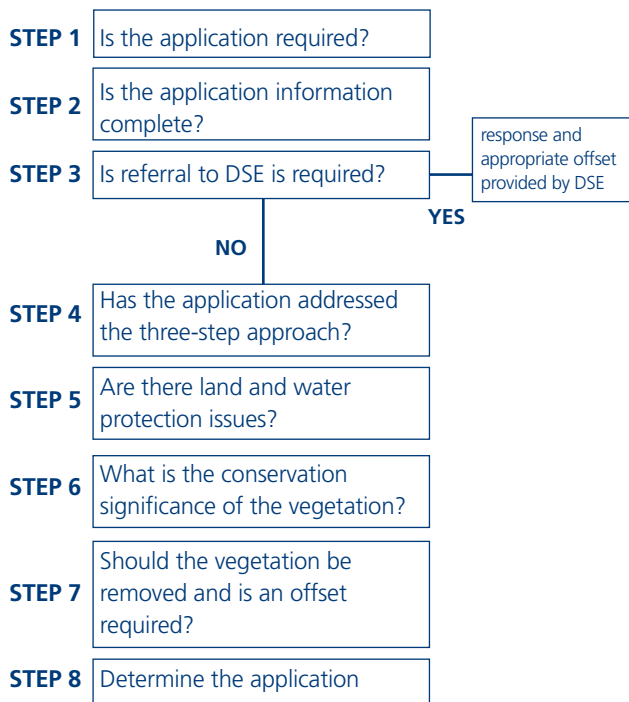 STEP 1 Is the application required?
STEP 2 Is the application information
complete?
STEP 3 Is referral to DSE is required?
response and
appropriate offset
provided by DSE
YES
NO
STEP 4 Has the application addressed
the three-step approach?
STEP 5 Are there land and water
protection issues?
STEP 6 What is the conservation
significance of the vegetation?
STEP 7 Should the vegetation be
removed and is an offset
required?
STEP 8 Determine the application